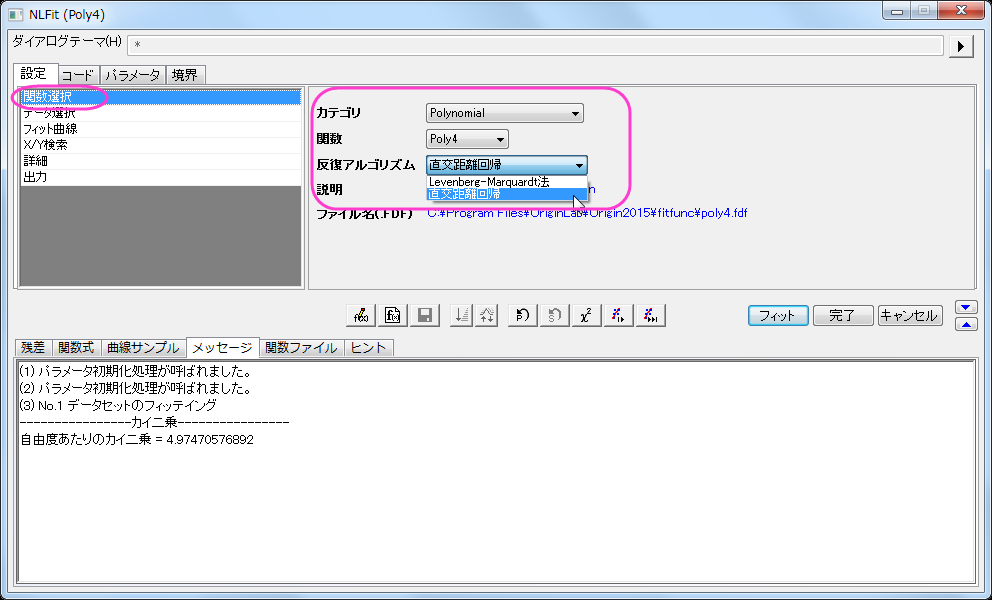 NLFit (Poly4)
ダイアログテーマ(H) *
設定 コード パラメータ 境界
関数選択
データ選択
フィット曲線
X/Y検索
詳細
出力
カテゴリ Polynomial
関数 Poly4
反復アルゴリズム 直交距離回帰
Levenberg-Marquardt法
直交距離回帰
説明 n
ファイル名(.FDF) C:¥Program Files¥OriginLab¥Origin2015¥fitfunc¥poly4.fdf
フィット 完了 キャンセル
残差 関数式 曲線サンプル メッセージ 関数ファイル ヒント
(1) パラメータ初期化処理が呼ばれました。
(2) パラメータ初期化処理が呼ばれました。
(3) No.1 データセットのフィッテイング
----------------カイ二乗----------------
自由度あたりのカイ二乗 = 4.97470576892